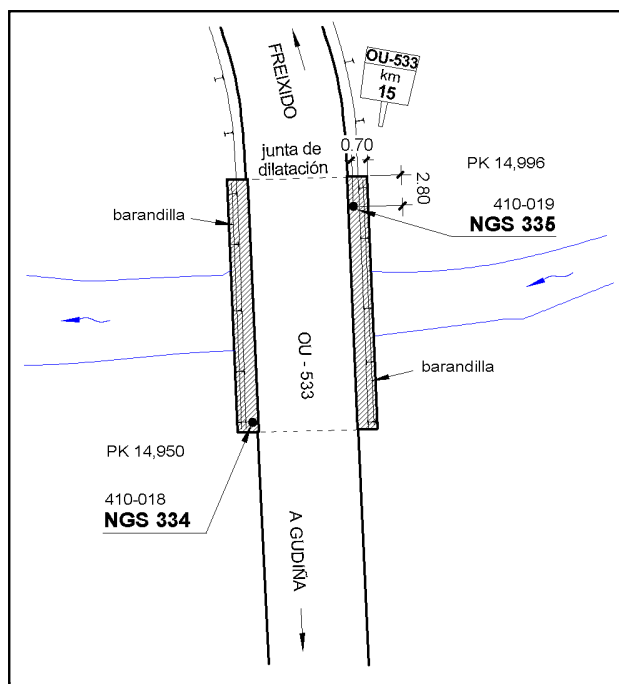 FREIXIDO
OU-533
km
15
0.70
junta de
dilatación
2.80
PK 14,996
410-019
NGS 335
barandilla
OU - 533
barandilla
PK 14,950
410-018
NGS 334
A GUDIÑA